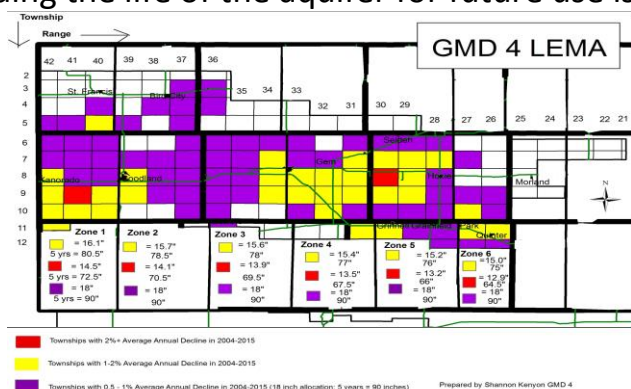 ding the life of the aquifer for future use is
Township
Range
GMD 4 LEMA
42 41 40 39 38 37 36
35 34 33
32 31 30 29
28 27 26 25 24 23 22 21
2
3
4
5
6
7
8
9
10
11
12
St. Francis
Bird City
Selden
Gem
Kanorado
Goodland
Hoxie
Morland
N
Grinnell Grainfield Park
Quinter
Zone 1
= 16.1"
5 yrs = 80.5"
= 14.5"
5 yrs = 72.5"
= 18"
5 yrs = 90"
Zone 2
= 15.7"
78.5"
= 14.1"
70.5"
= 18"
90"
Zone 3
= 15.6"
78"
= 13.9"
69.5"
= 18"
90"
Zone 4
= 15.4"
77"
= 13.5"
67.5"
= 18"
90"
Zone 5
= 15.2"
76"
= 13.2"
66"
= 18"
90"
Zone 6
=15.0"
75"
= 12.9"
64.5"
= 18"
90"
Townships with 2%+ Average Annual Decline in 2004-2015
Townships with 1-2% Average Annual Decline in 2004-2015
Townships with 0.5 - 1% Average Annual Decline in 2004-2015 (18 inch allocation; 5 years = 90 inches)
Prepared by Shannon Kenyon GMD 4